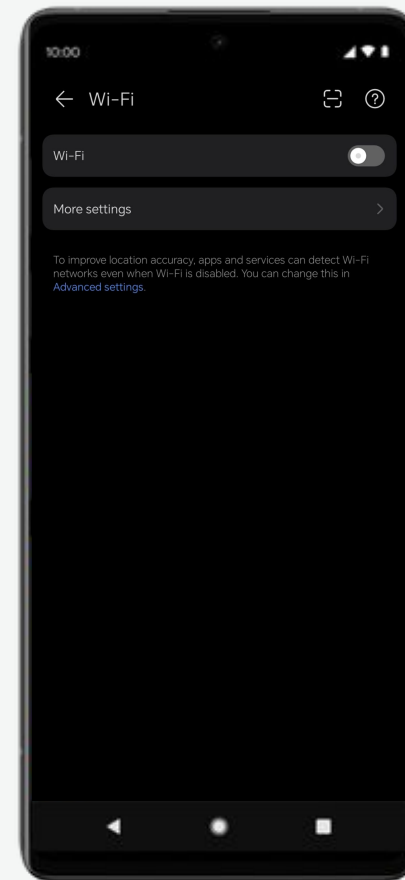 10:00
Wi-Fi
Wi-Fi
More settings
To improve location accuracy, apps and services can detect Wi-Fi
networks even when Wi-Fi is disabled. You can change this in
Advanced settings.